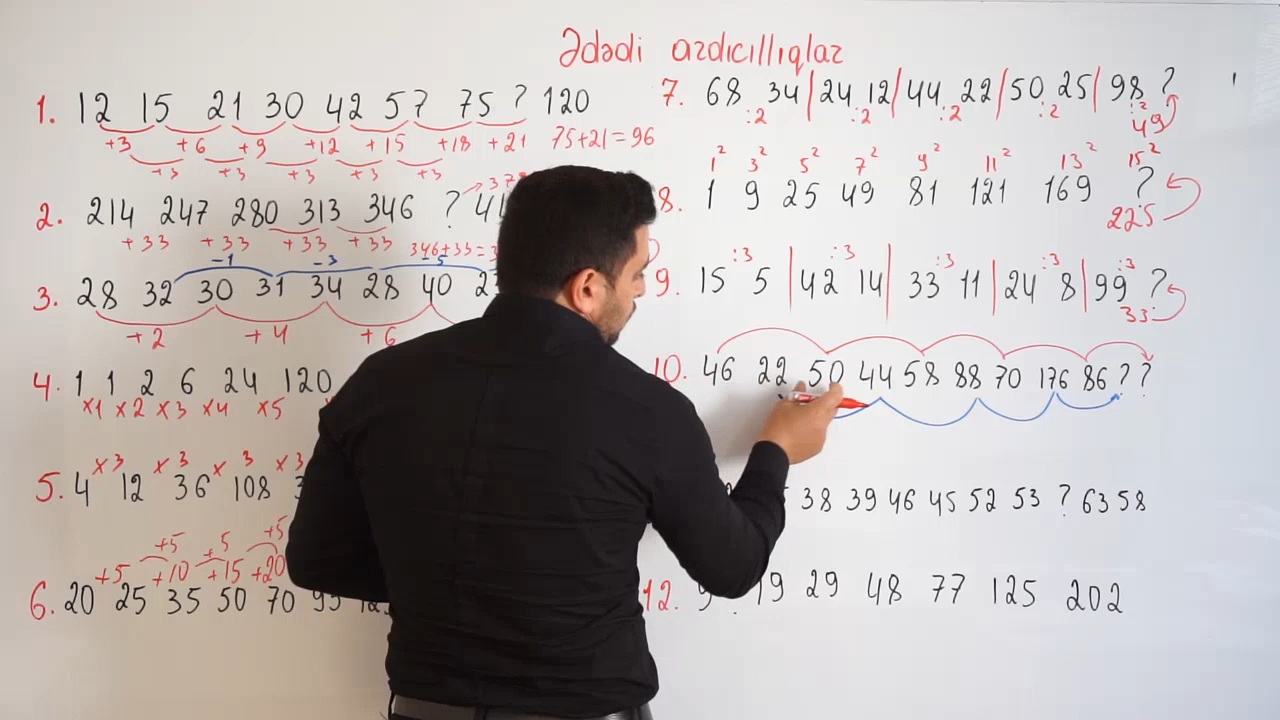 Ədədi ardıcıllıqlar
1. 12 15 21 30 42 57 75 ? 120
+3 +6 +9 +12 +15 +18 +21 75+21=96
+3 +3 +3 +3 +3
2. 214 247 280 313 346 ?
+33 +33 +33 +33 346+33=
-1 -3 -5
3. 28 32 30 31 34 28 40
+2 +4 +6
4. 1 1 2 6 24 120
x1 x2 x3 x4 x5
x3 x3 x3 x3
5. 4 12 36 108
+5 +5 +5
+5 +10 +15 +20
6. 20 25 35 50 70 95
7. 68 34 | 24 12 | 44 22 | 50 25 | 98 ?
:2 :2 :2 :2 :2
49
1² 3² 5² 7² 9² 11² 13² 15²
8. 1 9 25 49 81 121 169 ?
225
:3 :3 :3 :3 :3
9. 15 5 | 42 14 | 33 11 | 24 8 | 99 ?
33
10. 46 22 50 44 58 88 70 176 86 ? ?
38 39 46 45 52 53 ? 63 58
12. 9 ? 19 29 48 77 125 202